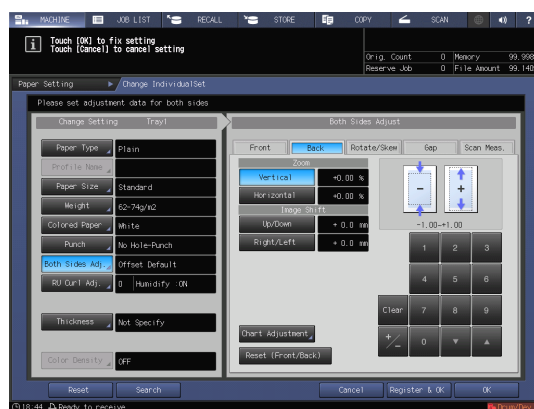 MACHINE JOB LIST RECALL STORE COPY SCAN ?
Touch [OK] to fix setting
Touch [Cancel] to cancel setting
Orig. Count 0 Memory 99.998
Reserve Job 0 File Amount 99.140
Paper Setting Change IndividualSet
Please set adjustment data for both sides
Change Setting Tray1
Both Sides Adjust
Paper Type Plain
Profile Name
Paper Size Standard
Weight 62-74g/m2
Colored Paper White
Punch No Hole-Punch
Both Sides Adj. Offset Default
RU Curl Adj. 0 Humidify :ON
Thickness Not Specify
Color Density OFF
Front Back Rotate/Skew Gap Scan Meas.
Zoom
Vertical +0.00 %
Horizontal +0.00 %
Image Shift
Up/Down + 0.0 mm
Right/Left + 0.0 mm
Chart Adjustment
Reset (Front/Back)
- +
-1.00-+1.00
1 2 3
4 5 6
Clear 7 8 9
+/- 0 ▼ ▲
Reset Search Cancel Register & OK OK
18:44 Ready to receive Drum/Dev